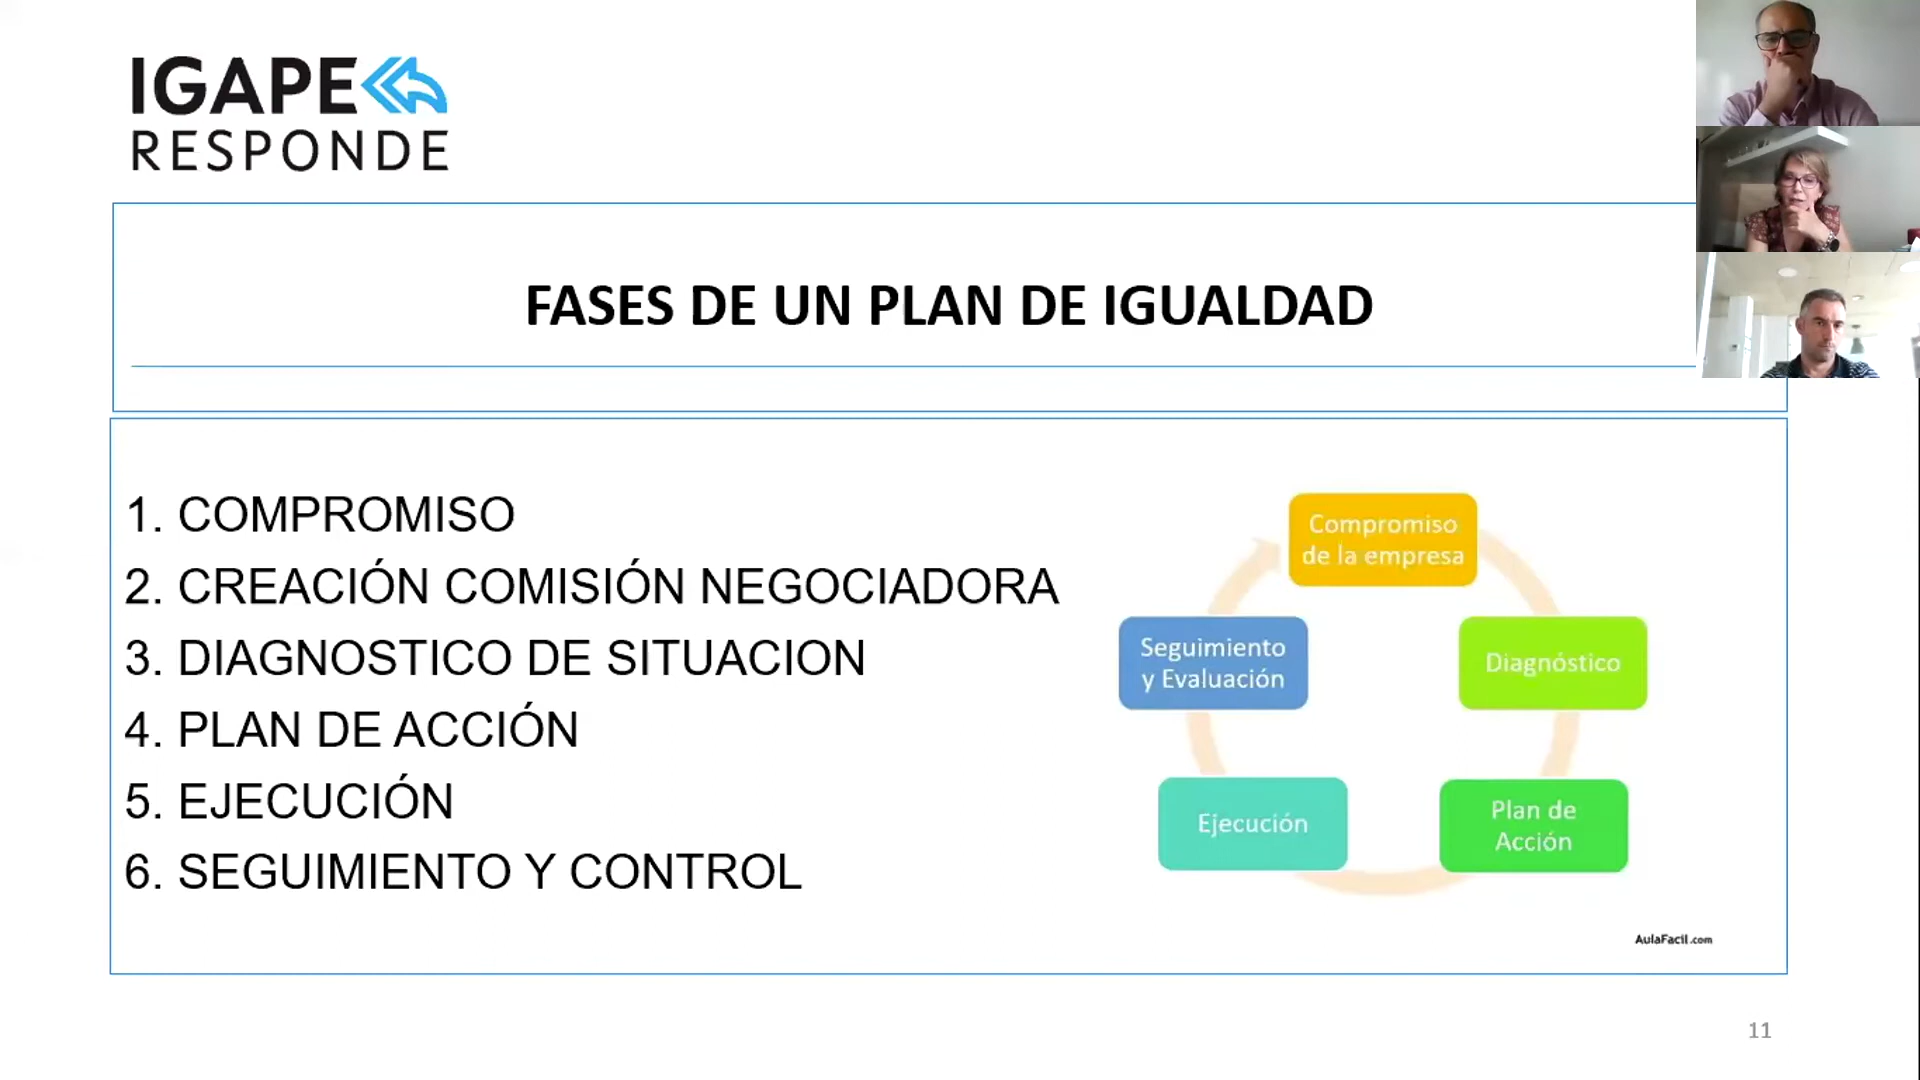 IGAPE
RESPONDE
FASES DE UN PLAN DE IGUALDAD
1. COMPROMISO
2. CREACIÓN COMISIÓN NEGOCIADORA
3. DIAGNOSTICO DE SITUACION
4. PLAN DE ACCIÓN
5. EJECUCIÓN
6. SEGUIMIENTO Y CONTROL
Compromiso
de la empresa
Diagnóstico
Plan de
Acción
Ejecución
Seguimiento
y Evaluación
AulaFacil.com
11